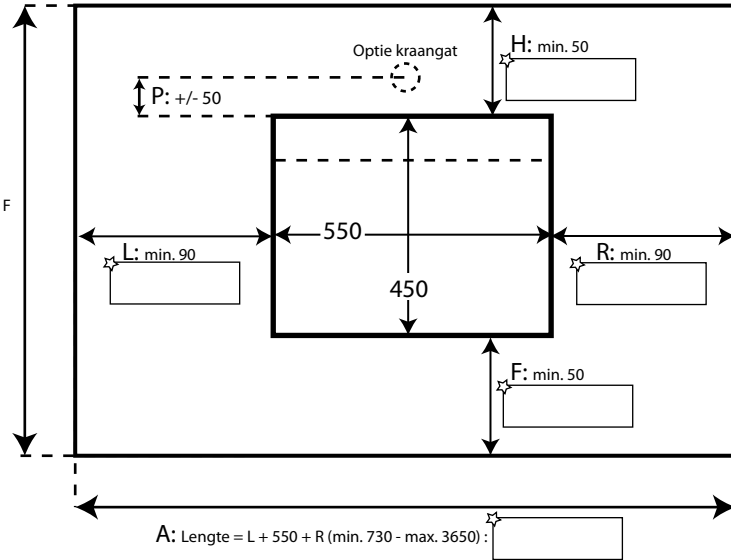 H: min. 50
Optie kraangat
P: +/- 50
F
550
L: min. 90
R: min. 90
450
F: min. 50
A: Lengte = L + 550 + R (min. 730 - max. 3650) :